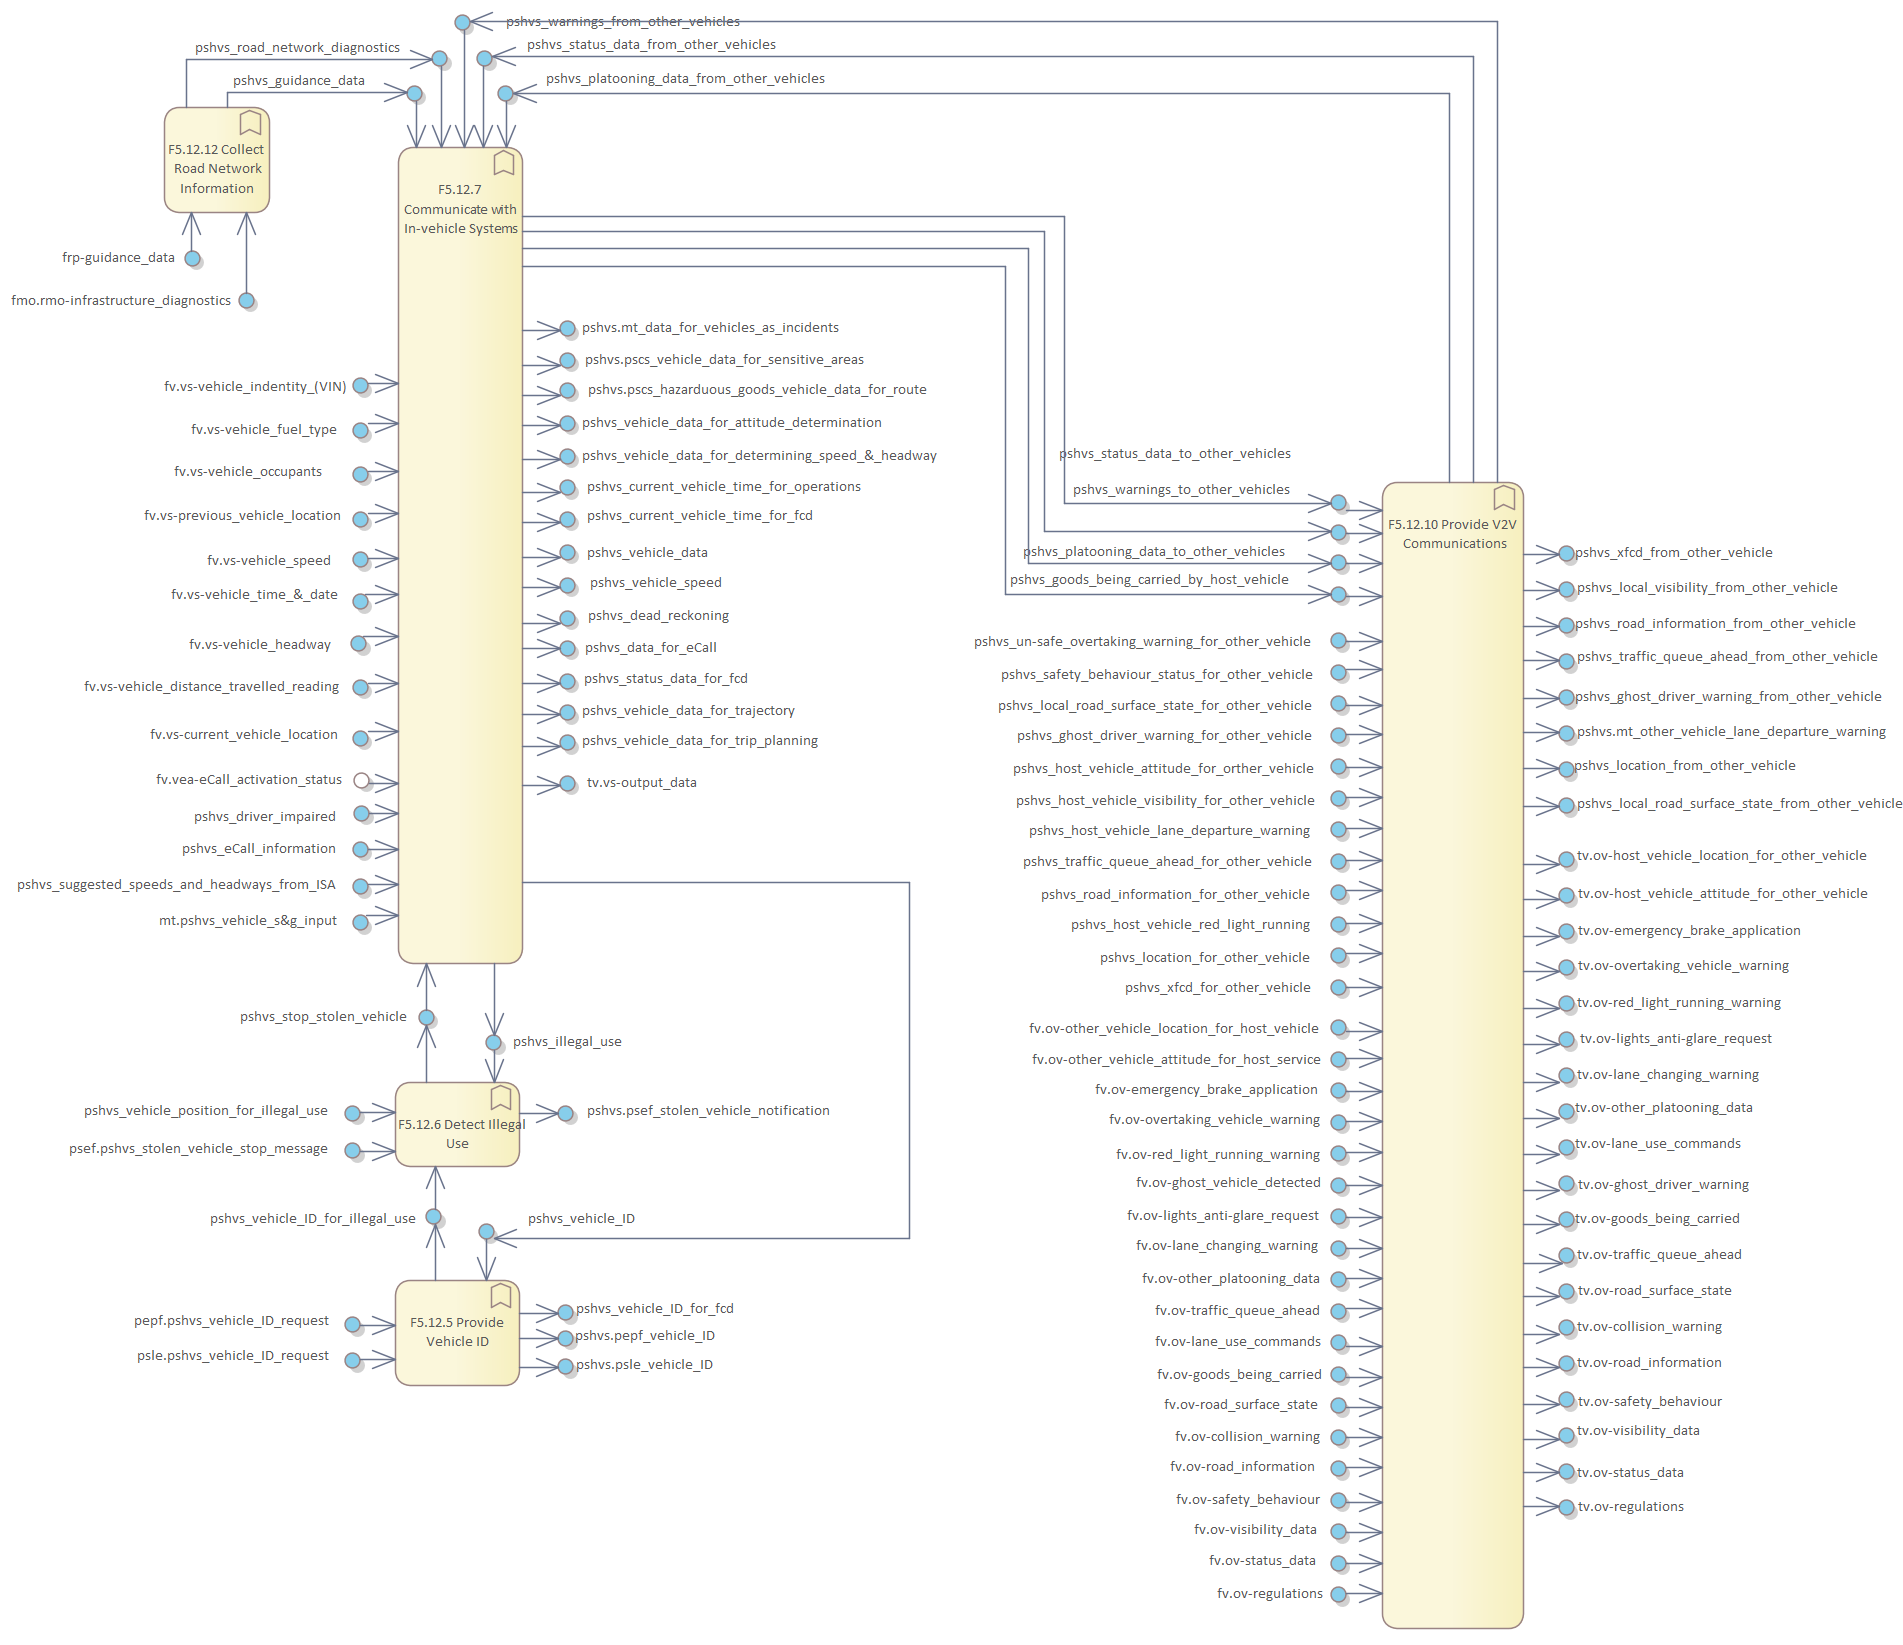 pshvs_warnings_from_other_vehicles
pshvs_road_network_diagnostics
pshvs_status_data_from_other_vehicles
pshvs_guidance_data
pshvs_platooning_data_from_other_vehicles
F5.12.12 Collect
Road Network
Information
frp-guidance_data
fmo.rmo-infrastructure_diagnostics
F5.12.7
Communicate with
In-vehicle Systems
fv.vs-vehicle_indentity_(VIN)
fv.vs-vehicle_fuel_type
fv.vs-vehicle_occupants
fv.vs-previous_vehicle_location
fv.vs-vehicle_speed
fv.vs-vehicle_time_&_date
fv.vs-vehicle_headway
fv.vs-vehicle_distance_travelled_reading
fv.vs-current_vehicle_location
fv.vea-eCall_activation_status
pshvs_driver_impaired
pshvs_eCall_information
pshvs_suggested_speeds_and_headways_from_ISA
mt.pshvs_vehicle_s&g_input
pshvs.mt_data_for_vehicles_as_incidents
pshvs.pscs_vehicle_data_for_sensitive_areas
pshvs.pscs_hazarduous_goods_vehicle_data_for_route
pshvs_vehicle_data_for_attitude_determination
pshvs_vehicle_data_for_determining_speed_&_headway
pshvs_current_vehicle_time_for_operations
pshvs_current_vehicle_time_for_fcd
pshvs_vehicle_data
pshvs_vehicle_speed
pshvs_dead_reckoning
pshvs_data_for_eCall
pshvs_status_data_for_fcd
pshvs_vehicle_data_for_trajectory
pshvs_vehicle_data_for_trip_planning
tv.vs-output_data
pshvs_stop_stolen_vehicle
pshvs_illegal_use
pshvs_vehicle_position_for_illegal_use
psef.pshvs_stolen_vehicle_stop_message
F5.12.6 Detect Illegal
Use
pshvs.psef_stolen_vehicle_notification
pshvs_vehicle_ID_for_illegal_use
pshvs_vehicle_ID
pepf.pshvs_vehicle_ID_request
psle.pshvs_vehicle_ID_request
F5.12.5 Provide
Vehicle ID
pshvs_vehicle_ID_for_fcd
pshvs.pepf_vehicle_ID
pshvs.psle_vehicle_ID
pshvs_status_data_to_other_vehicles
pshvs_warnings_to_other_vehicles
pshvs_platooning_data_to_other_vehicles
pshvs_goods_being_carried_by_host_vehicle
pshvs_un-safe_overtaking_warning_for_other_vehicle
pshvs_safety_behaviour_status_for_other_vehicle
pshvs_local_road_surface_state_for_other_vehicle
pshvs_ghost_driver_warning_for_other_vehicle
pshvs_host_vehicle_attitude_for_orther_vehicle
pshvs_host_vehicle_visibility_for_other_vehicle
pshvs_host_vehicle_lane_departure_warning
pshvs_traffic_queue_ahead_for_other_vehicle
pshvs_road_information_for_other_vehicle
pshvs_host_vehicle_red_light_running
pshvs_location_for_other_vehicle
pshvs_xfcd_for_other_vehicle
fv.ov-other_vehicle_location_for_host_vehicle
fv.ov-other_vehicle_attitude_for_host_service
fv.ov-emergency_brake_application
fv.ov-overtaking_vehicle_warning
fv.ov-red_light_running_warning
fv.ov-ghost_vehicle_detected
fv.ov-lights_anti-glare_request
fv.ov-lane_changing_warning
fv.ov-other_platooning_data
fv.ov-traffic_queue_ahead
fv.ov-lane_use_commands
fv.ov-goods_being_carried
fv.ov-road_surface_state
fv.ov-collision_warning
fv.ov-road_information
fv.ov-safety_behaviour
fv.ov-visibility_data
fv.ov-status_data
fv.ov-regulations
F5.12.10 Provide V2V
Communications
pshvs_xfcd_from_other_vehicle
pshvs_local_visibility_from_other_vehicle
pshvs_road_information_from_other_vehicle
pshvs_traffic_queue_ahead_from_other_vehicle
pshvs_ghost_driver_warning_from_other_vehicle
pshvs.mt_other_vehicle_lane_departure_warning
pshvs_location_from_other_vehicle
pshvs_local_road_surface_state_from_other_vehicle
tv.ov-host_vehicle_location_for_other_vehicle
tv.ov-host_vehicle_attitude_for_other_vehicle
tv.ov-emergency_brake_application
tv.ov-overtaking_vehicle_warning
tv.ov-red_light_running_warning
tv.ov-lights_anti-glare_request
tv.ov-lane_changing_warning
tv.ov-other_platooning_data
tv.ov-lane_use_commands
tv.ov-ghost_driver_warning
tv.ov-goods_being_carried
tv.ov-traffic_queue_ahead
tv.ov-road_surface_state
tv.ov-collision_warning
tv.ov-road_information
tv.ov-safety_behaviour
tv.ov-visibility_data
tv.ov-status_data
tv.ov-regulations